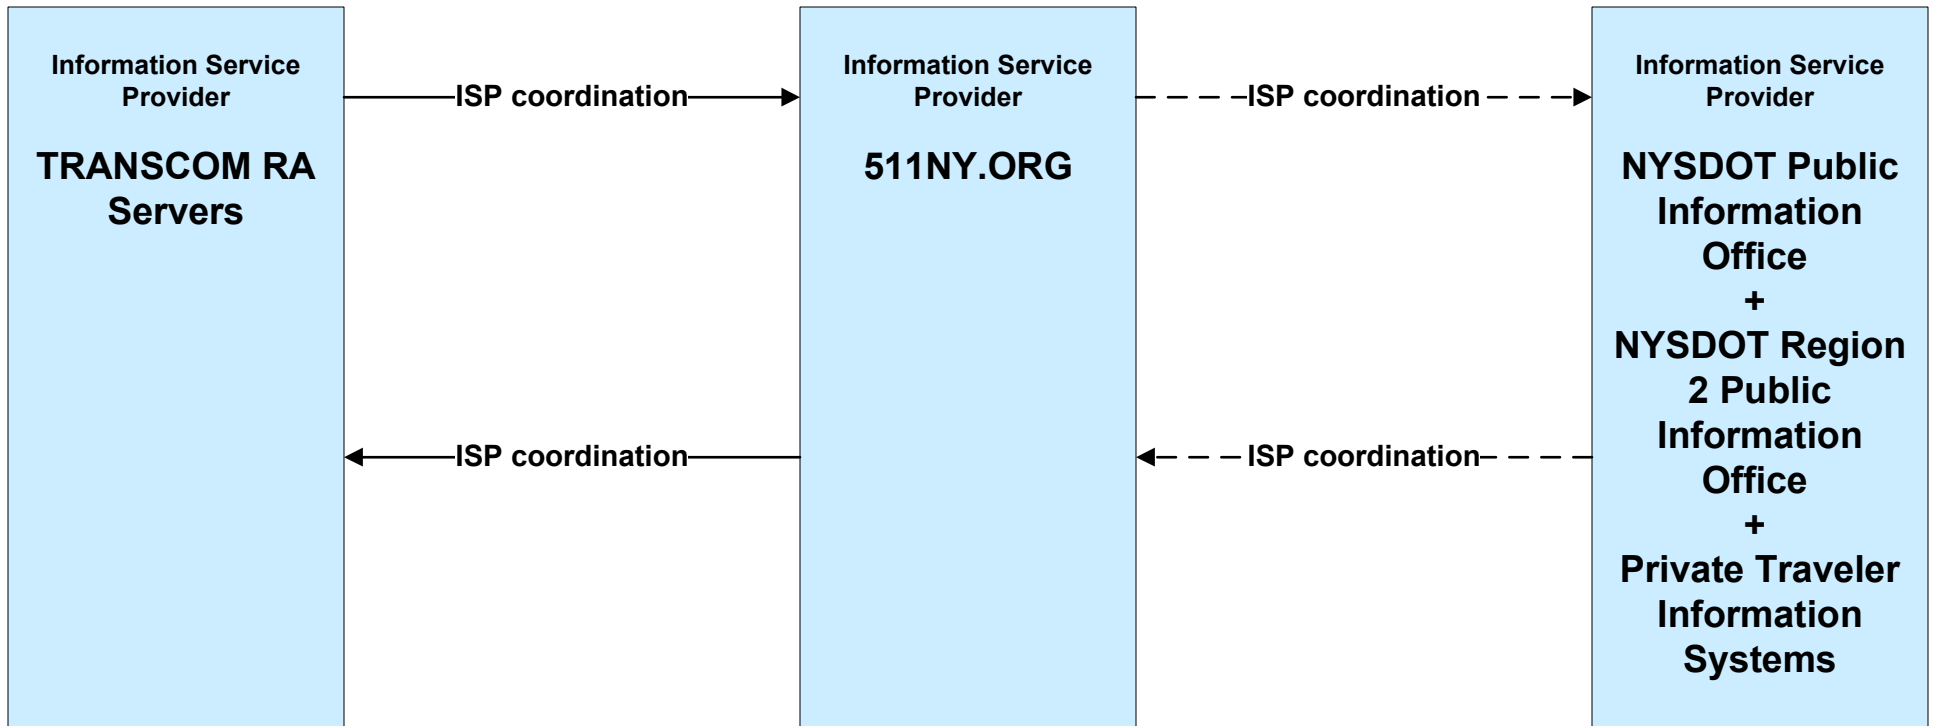 Information Service
Provider
TRANSCOM RA
Servers
ISP coordination
ISP coordination
Information Service
Provider
511NY.ORG
ISP coordination
ISP coordination
Information Service
Provider
NYSDOT Public
Information
Office
+
NYSDOT Region
2 Public
Information
Office
+
Private Traveler
Information
Systems